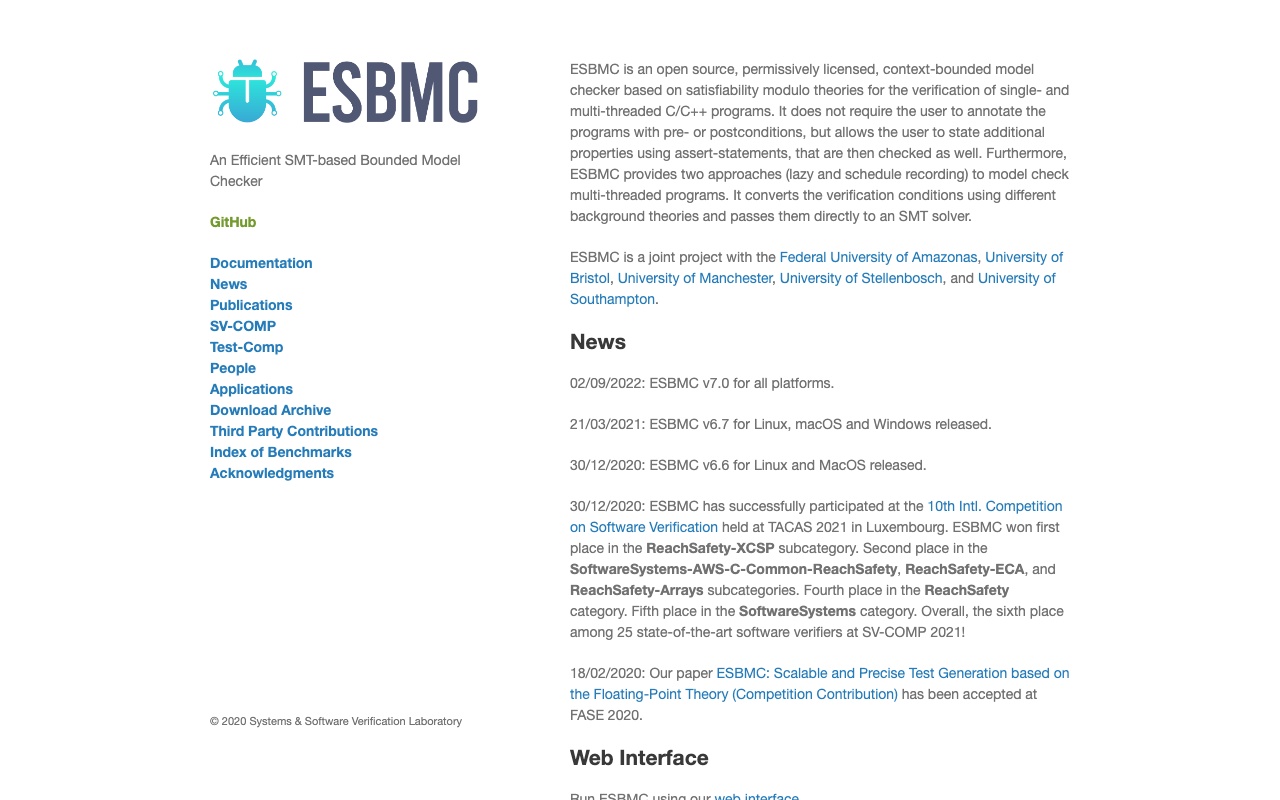 ESBMC
An Efficient SMT-based Bounded Model
Checker
GitHub
Documentation
News
Publications
SV-COMP
Test-Comp
People
Applications
Download Archive
Third Party Contributions
Index of Benchmarks
Acknowledgments
© 2020 Systems & Software Verification Laboratory
ESBMC is an open source, permissively licensed, context-bounded model
checker based on satisfiability modulo theories for the verification of single- and
multi-threaded C/C++ programs. It does not require the user to annotate the
programs with pre- or postconditions, but allows the user to state additional
properties using assert-statements, that are then checked as well. Furthermore,
ESBMC provides two approaches (lazy and schedule recording) to model check
multi-threaded programs. It converts the verification conditions using different
background theories and passes them directly to an SMT solver.
ESBMC is a joint project with the Federal University of Amazonas, University of
Bristol, University of Manchester, University of Stellenbosch, and University of
Southampton.
News
02/09/2022: ESBMC v7.0 for all platforms.
21/03/2021: ESBMC v6.7 for Linux, macOS and Windows released.
30/12/2020: ESBMC v6.6 for Linux and MacOS released.
30/12/2020: ESBMC has successfully participated at the 10th Intl. Competition
on Software Verification held at TACAS 2021 in Luxembourg. ESBMC won first
place in the ReachSafety-XCSP subcategory. Second place in the
SoftwareSystems-AWS-C-Common-ReachSafety, ReachSafety-ECA, and
ReachSafety-Arrays subcategories. Fourth place in the ReachSafety
category. Fifth place in the SoftwareSystems category. Overall, the sixth place
among 25 state-of-the-art software verifiers at SV-COMP 2021!
18/02/2020: Our paper ESBMC: Scalable and Precise Test Generation based on
the Floating-Point Theory (Competition Contribution) has been accepted at
FASE 2020.
Web Interface
Run ESBMC using our web interface